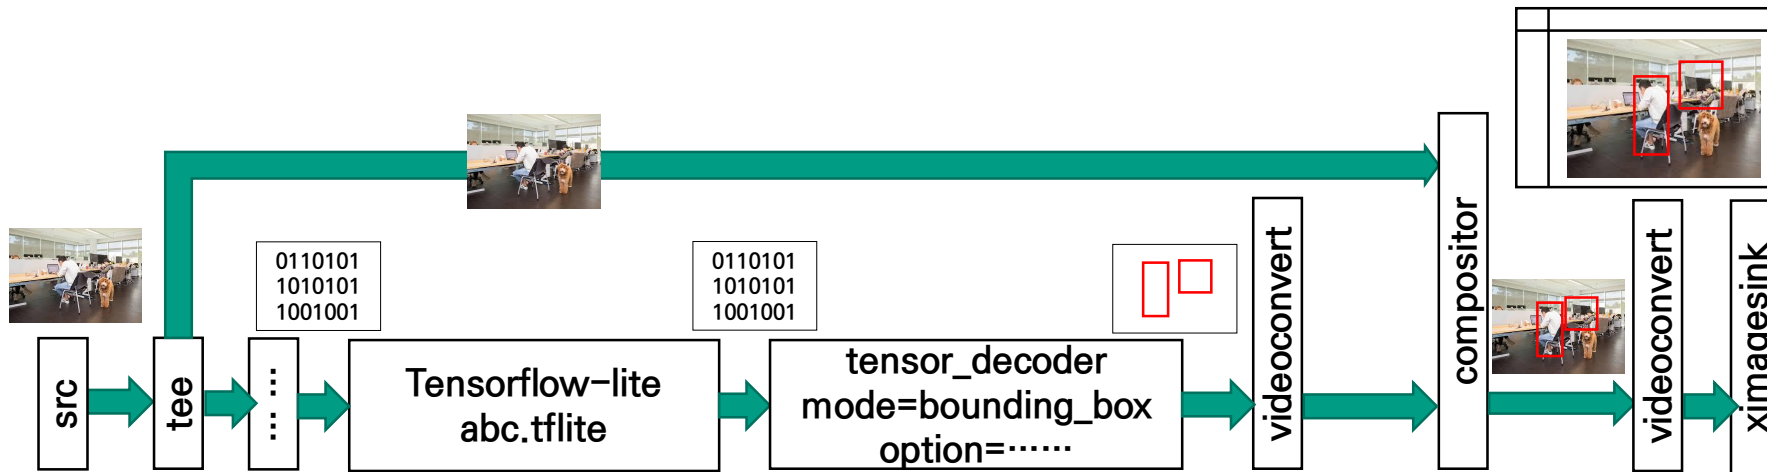 0110101
1010101
1001001
0110101
1010101
1001001
src
tee
……
Tensorflow-lite
abc.tflite
tensor_decoder
mode=bounding_box
option=……
videoconvert
compositor
videoconvert
ximagesink